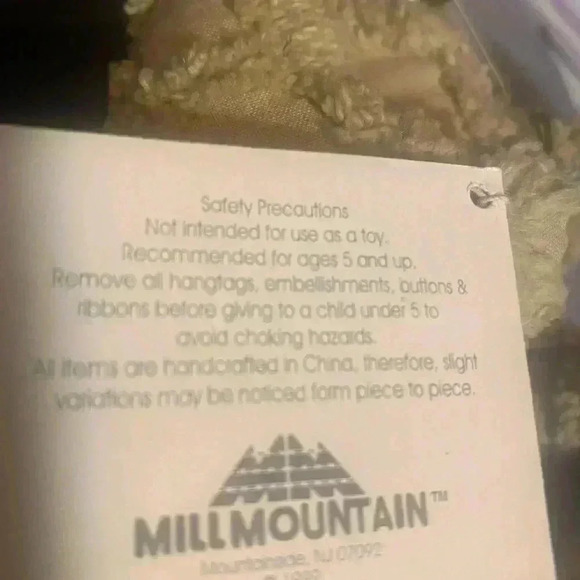 Safety Precautions
Not intended for use as a toy.
Recommended for ages 5 and up.
Remove all hangtags, embellishments, buttons &
ribbons before giving to a child under 5 to
avoid choking hazards.
All items are handcrafted in China, therefore, slight
variations may be noticed form piece to piece.
MILLMOUNTAIN™
Mountainside, NJ 07092